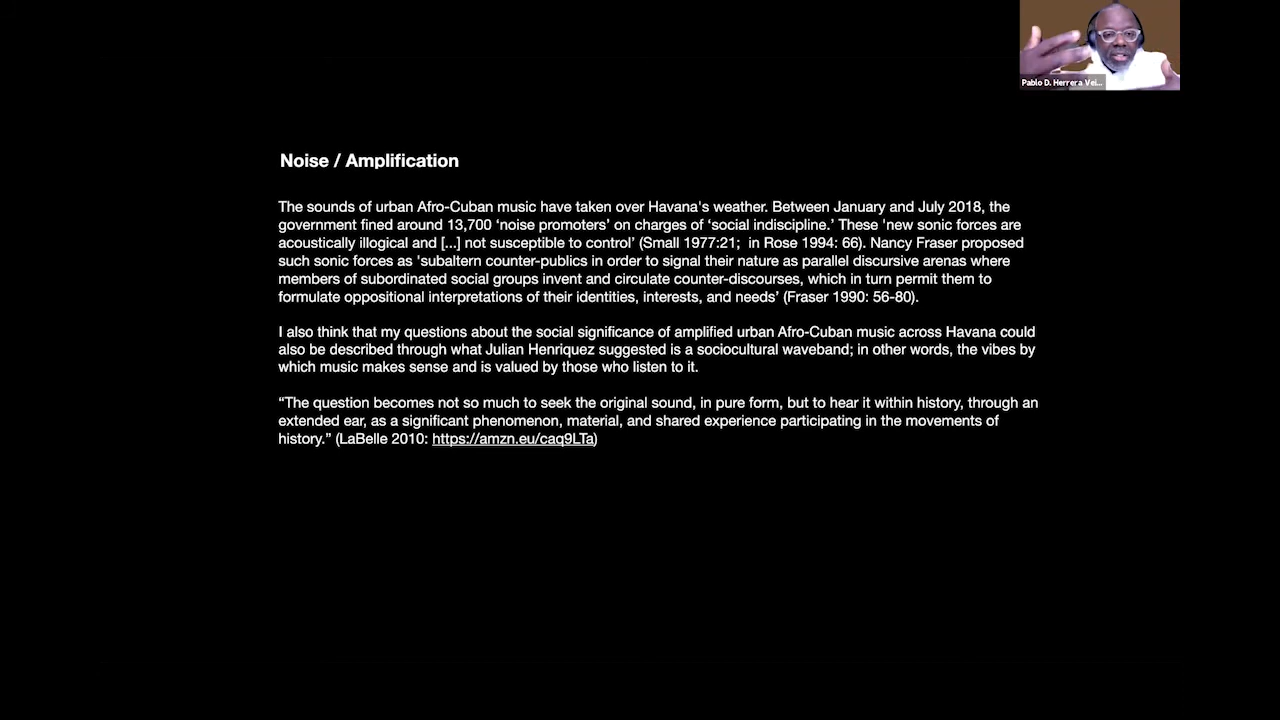 Pablo D. Herrera Vei...
Noise / Amplification
The sounds of urban Afro-Cuban music have taken over Havana's weather. Between January and July 2018, the
government fined around 13,700 ‘noise promoters’ on charges of ‘social indiscipline.’ These 'new sonic forces are
acoustically illogical and [...] not susceptible to control’ (Small 1977:21;  in Rose 1994: 66). Nancy Fraser proposed
such sonic forces as 'subaltern counter-publics in order to signal their nature as parallel discursive arenas where
members of subordinated social groups invent and circulate counter-discourses, which in turn permit them to
formulate oppositional interpretations of their identities, interests, and needs’ (Fraser 1990: 56-80).
I also think that my questions about the social significance of amplified urban Afro-Cuban music across Havana could
also be described through what Julian Henriquez suggested is a sociocultural waveband; in other words, the vibes by
which music makes sense and is valued by those who listen to it.
“The question becomes not so much to seek the original sound, in pure form, but to hear it within history, through an
extended ear, as a significant phenomenon, material, and shared experience participating in the movements of
history.” (LaBelle 2010: https://amzn.eu/caq9LTa)